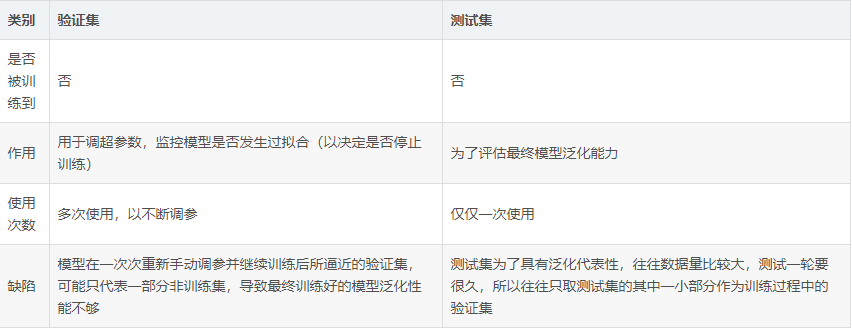 类别 验证集 测试集
是否
被训
练到
否 否
作用
用于调超参数，监控模型是否发生过拟合（以决定是否停止
训练）
为了评估最终模型泛化能力
使用
次数
多次使用，以不断调参 仅仅一次使用
缺陷
模型在一次次重新手动调参并继续训练后所逼近的验证集，
可能只代表一部分非训练集，导致最终训练好的模型泛化性
能不够
测试集为了具有泛化代表性，往往数据量比较大，测试一轮要
很久，所以往往只取测试集的其中一小部分作为训练过程中的
验证集